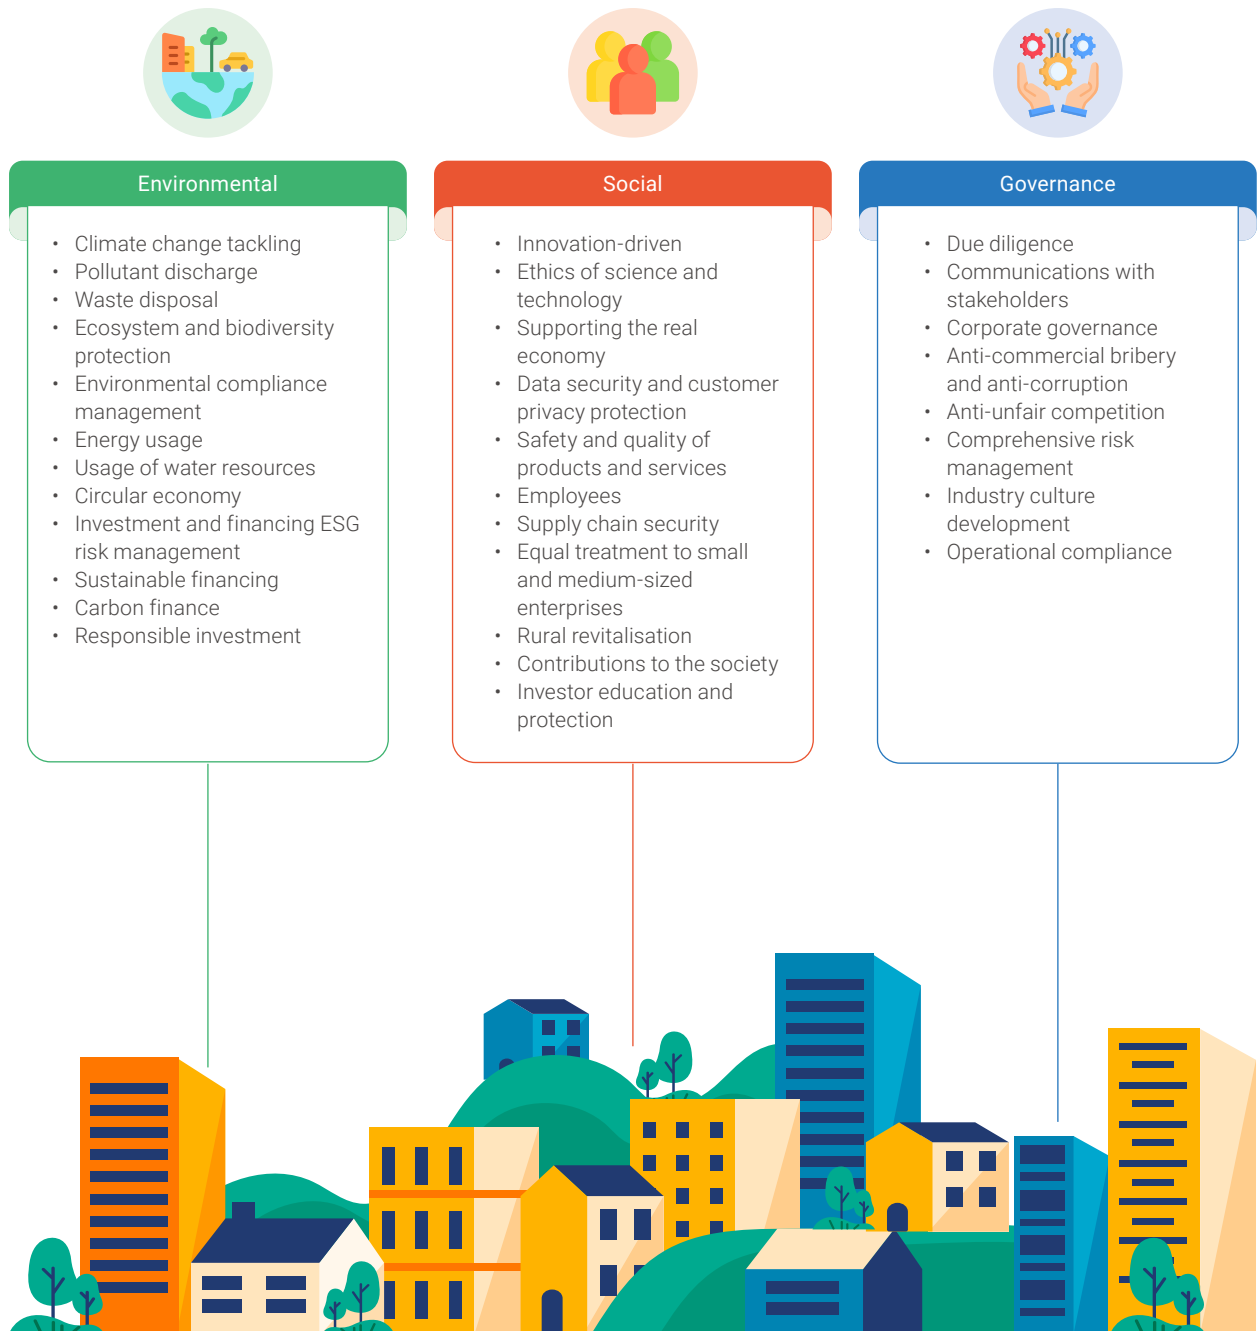 Environmental
• Climate change tackling
• Pollutant discharge
• Waste disposal
• Ecosystem and biodiversity
protection
• Environmental compliance
management
• Energy usage
• Usage of water resources
• Circular economy
• Investment and financing ESG
risk management
• Sustainable financing
• Carbon finance
• Responsible investment
Social
• Innovation-driven
• Ethics of science and
technology
• Supporting the real
economy
• Data security and customer
privacy protection
• Safety and quality of
products and services
• Employees
• Supply chain security
• Equal treatment to small
and medium-sized
enterprises
• Rural revitalisation
• Contributions to the society
• Investor education and
protection
Governance
• Due diligence
• Communications with
stakeholders
• Corporate governance
• Anti-commercial bribery
and anti-corruption
• Anti-unfair competition
• Comprehensive risk
management
• Industry culture
development
• Operational compliance